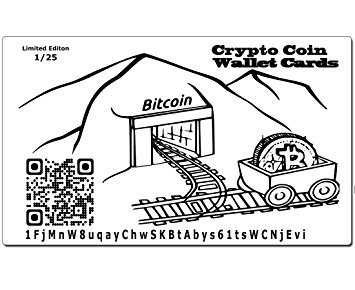 Limited Editon
1/25
Crypto Coin
Wallet Cards
Bitcoin
1FjMnW8uqayChwSKBtAbys61tsWCNjEvi